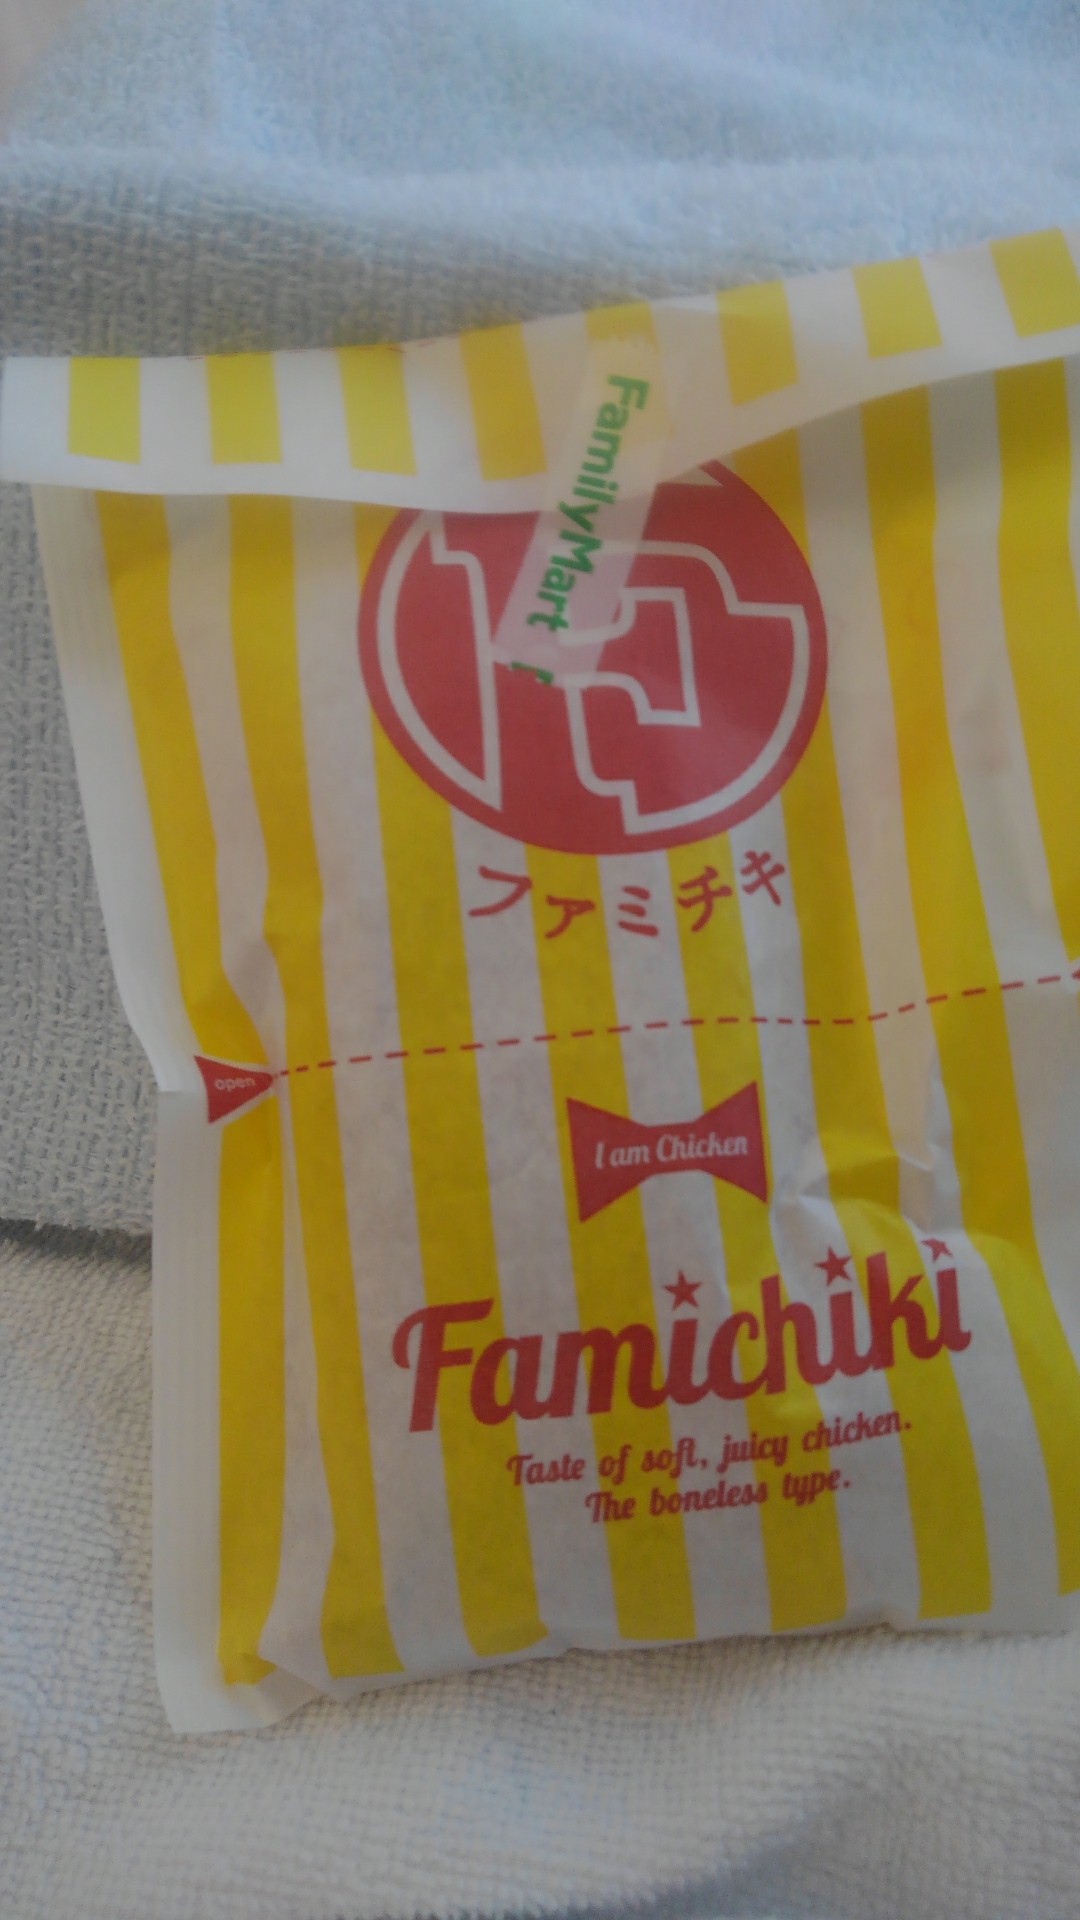 FamilyMart
ファミチキ
open
I am Chicken
Famichiki
Taste of soft, juicy chicken.
The boneless type.